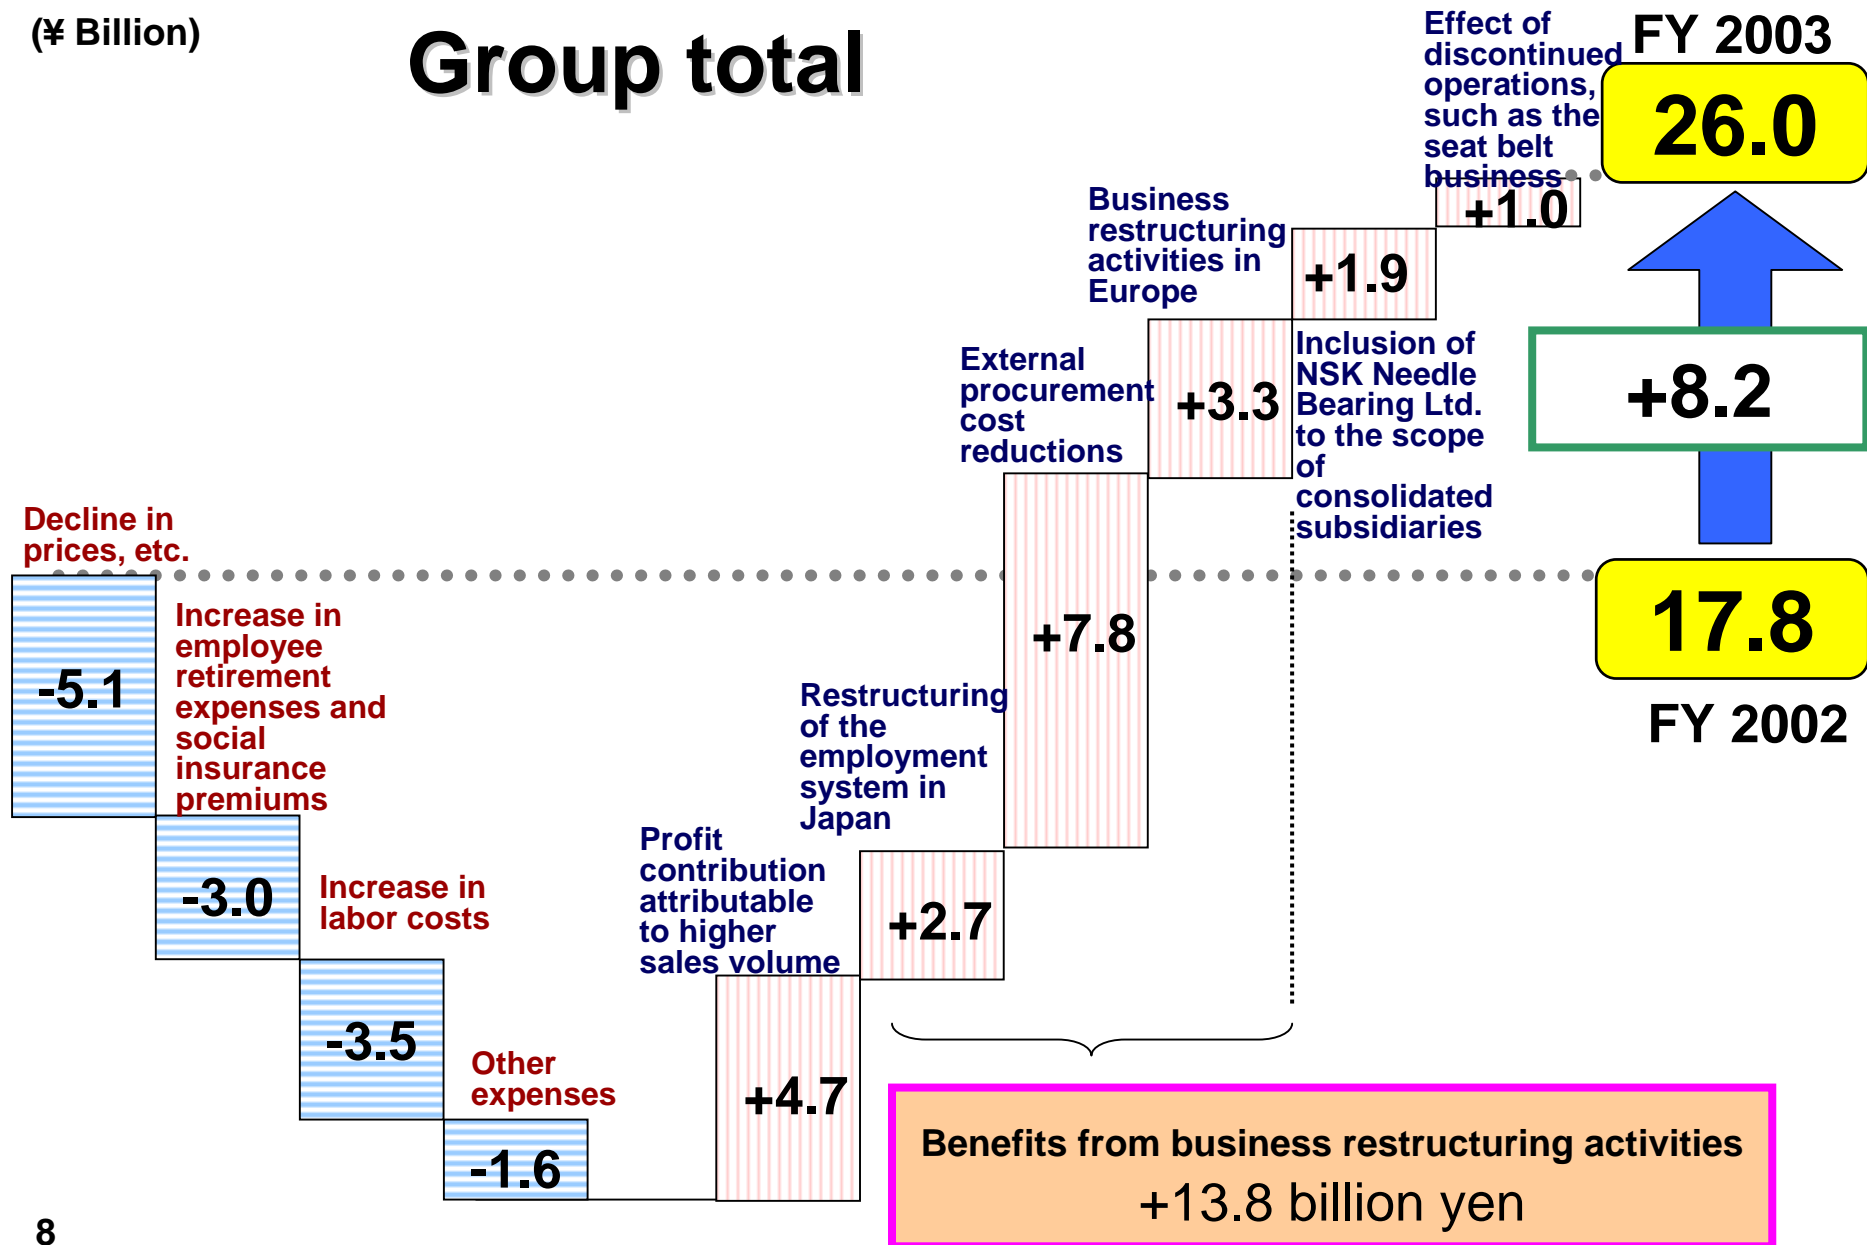 (¥ Billion)
Group total
Decline in
prices, etc.
-5.1
Increase in
employee
retirement
expenses and
social
insurance
premiums
-3.0
Increase in
labor costs
-3.5
Other
expenses
-1.6
Profit
contribution
attributable
to higher
sales volume
+4.7
Restructuring
of the
employment
system in
Japan
+2.7
External
procurement
cost
reductions
+7.8
Business
restructuring
activities in
Europe
+3.3
+1.9
Inclusion of
NSK Needle
Bearing Ltd.
to the scope
of
consolidated
subsidiaries
Effect of
discontinued
operations,
such as the
seat belt
business
+1.0
FY 2003
26.0
+8.2
17.8
FY 2002
Benefits from business restructuring activities
+13.8 billion yen
8